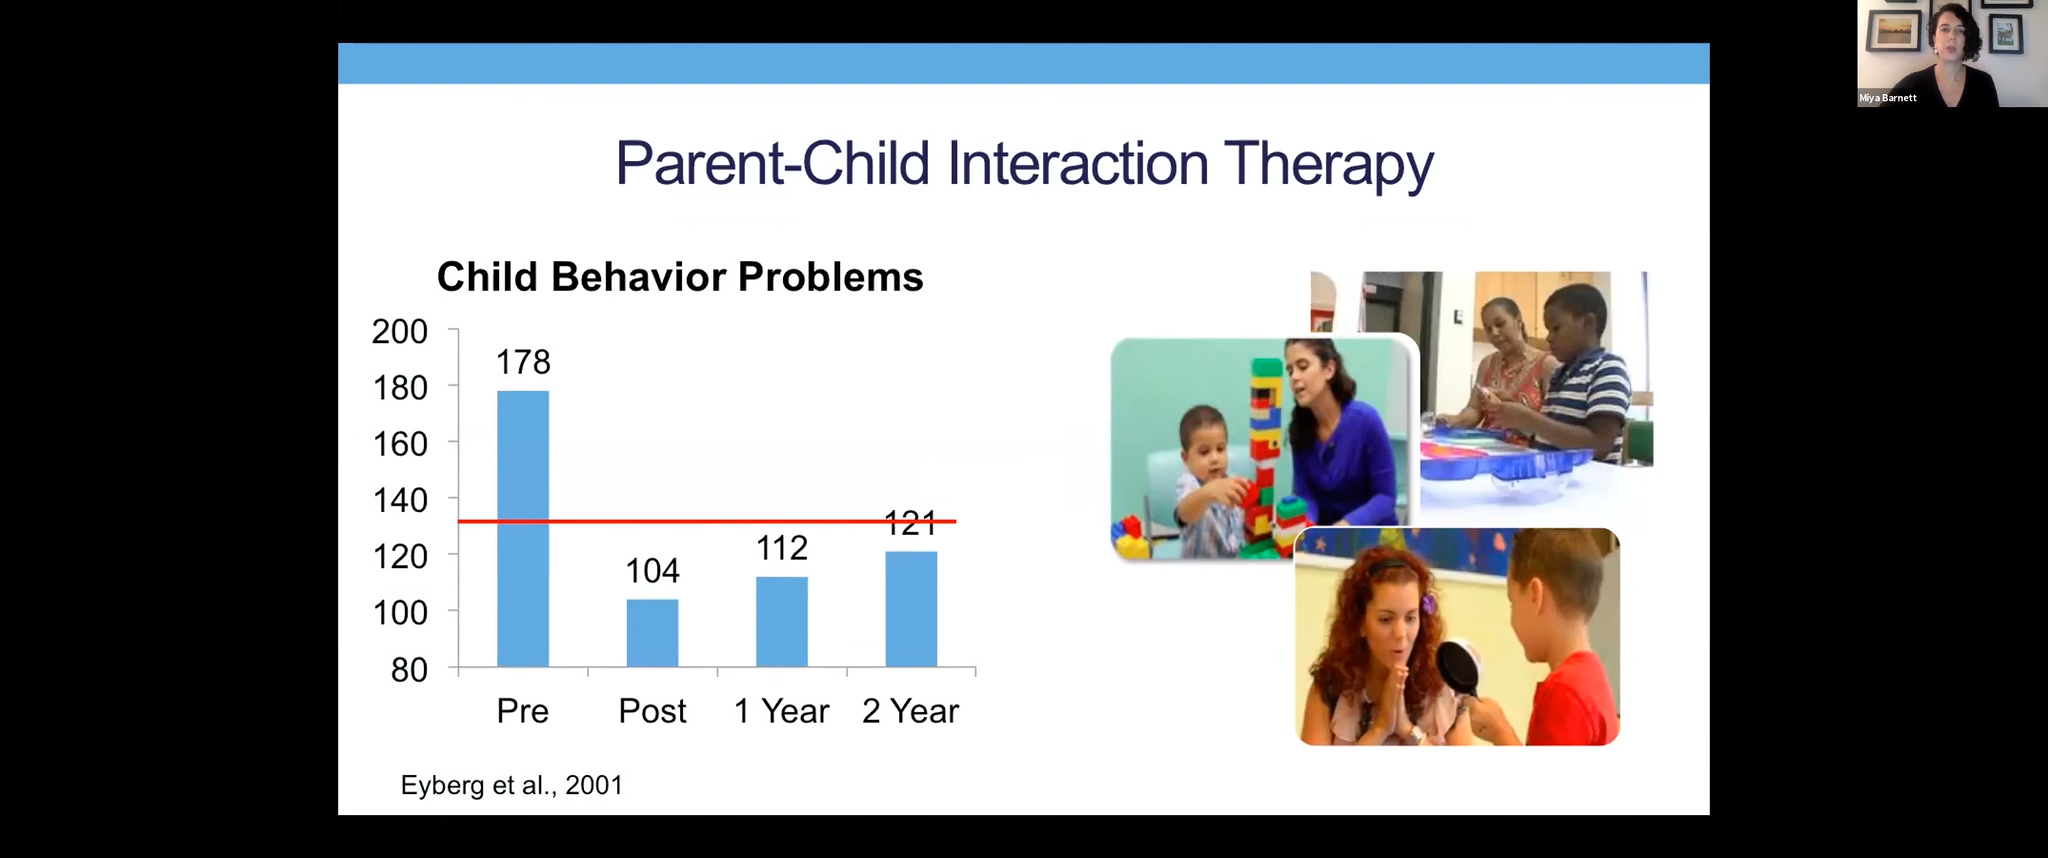 Miya Barnett
Parent-Child Interaction Therapy
Child Behavior Problems
200
180
160
140
120
100
80
178
104
112
121
Pre Post 1 Year 2 Year
Eyberg et al., 2001